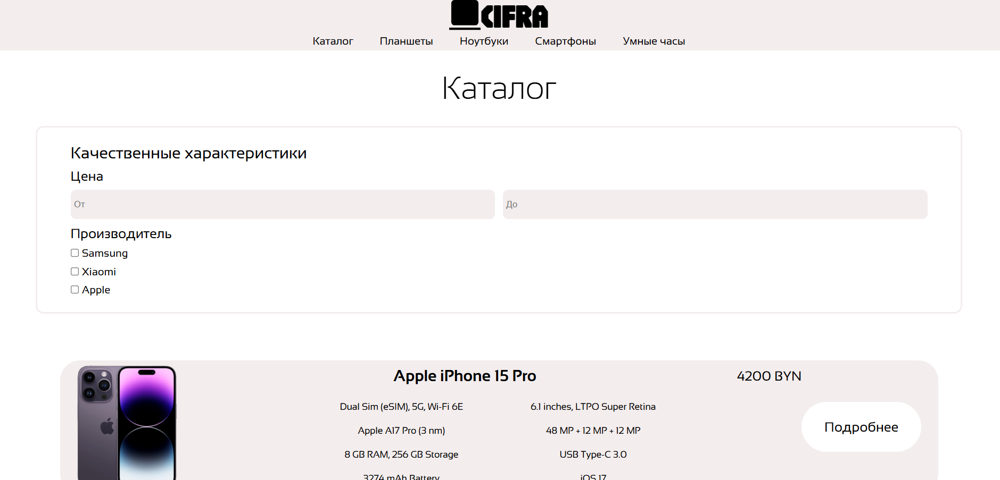 CIFRA
Каталог Планшеты Ноутбуки Смартфоны Умные часы
Каталог
Качественные характеристики
Цена
От До
Производитель
Samsung
Xiaomi
Apple
Apple iPhone 15 Pro 4200 BYN
Dual Sim (eSIM), 5G, Wi-Fi 6E 6.1 inches, LTPO Super Retina
Подробнее
Apple A17 Pro (3 nm) 48 MP + 12 MP + 12 MP
8 GB RAM, 256 GB Storage USB Type-C 3.0
3274 mAh Battery iOS 17